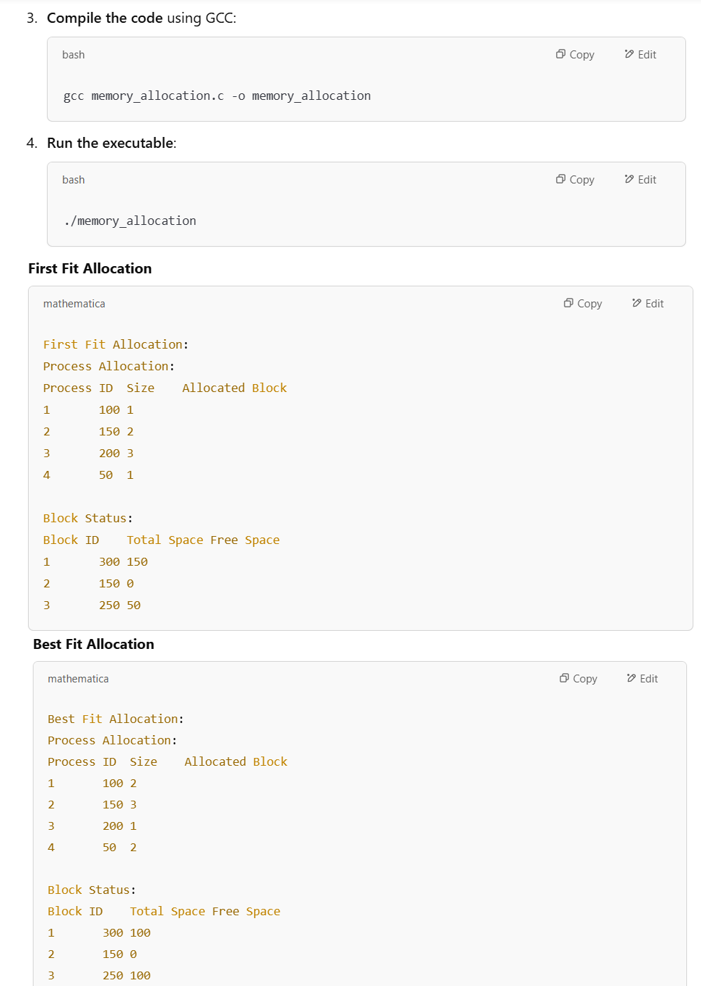 3. Compile the code using GCC:
bash Copy Edit
gcc memory_allocation.c -o memory_allocation
4. Run the executable:
bash Copy Edit
./memory_allocation
First Fit Allocation
mathematica Copy Edit
First Fit Allocation:
Process Allocation:
Process ID Size Allocated Block
1 100 1
2 150 2
3 200 3
4 50 1
Block Status:
Block ID Total Space Free Space
1 300 150
2 150 0
3 250 50
Best Fit Allocation
mathematica Copy Edit
Best Fit Allocation:
Process Allocation:
Process ID Size Allocated Block
1 100 2
2 150 3
3 200 1
4 50 2
Block Status:
Block ID Total Space Free Space
1 300 100
2 150 0
3 250 100